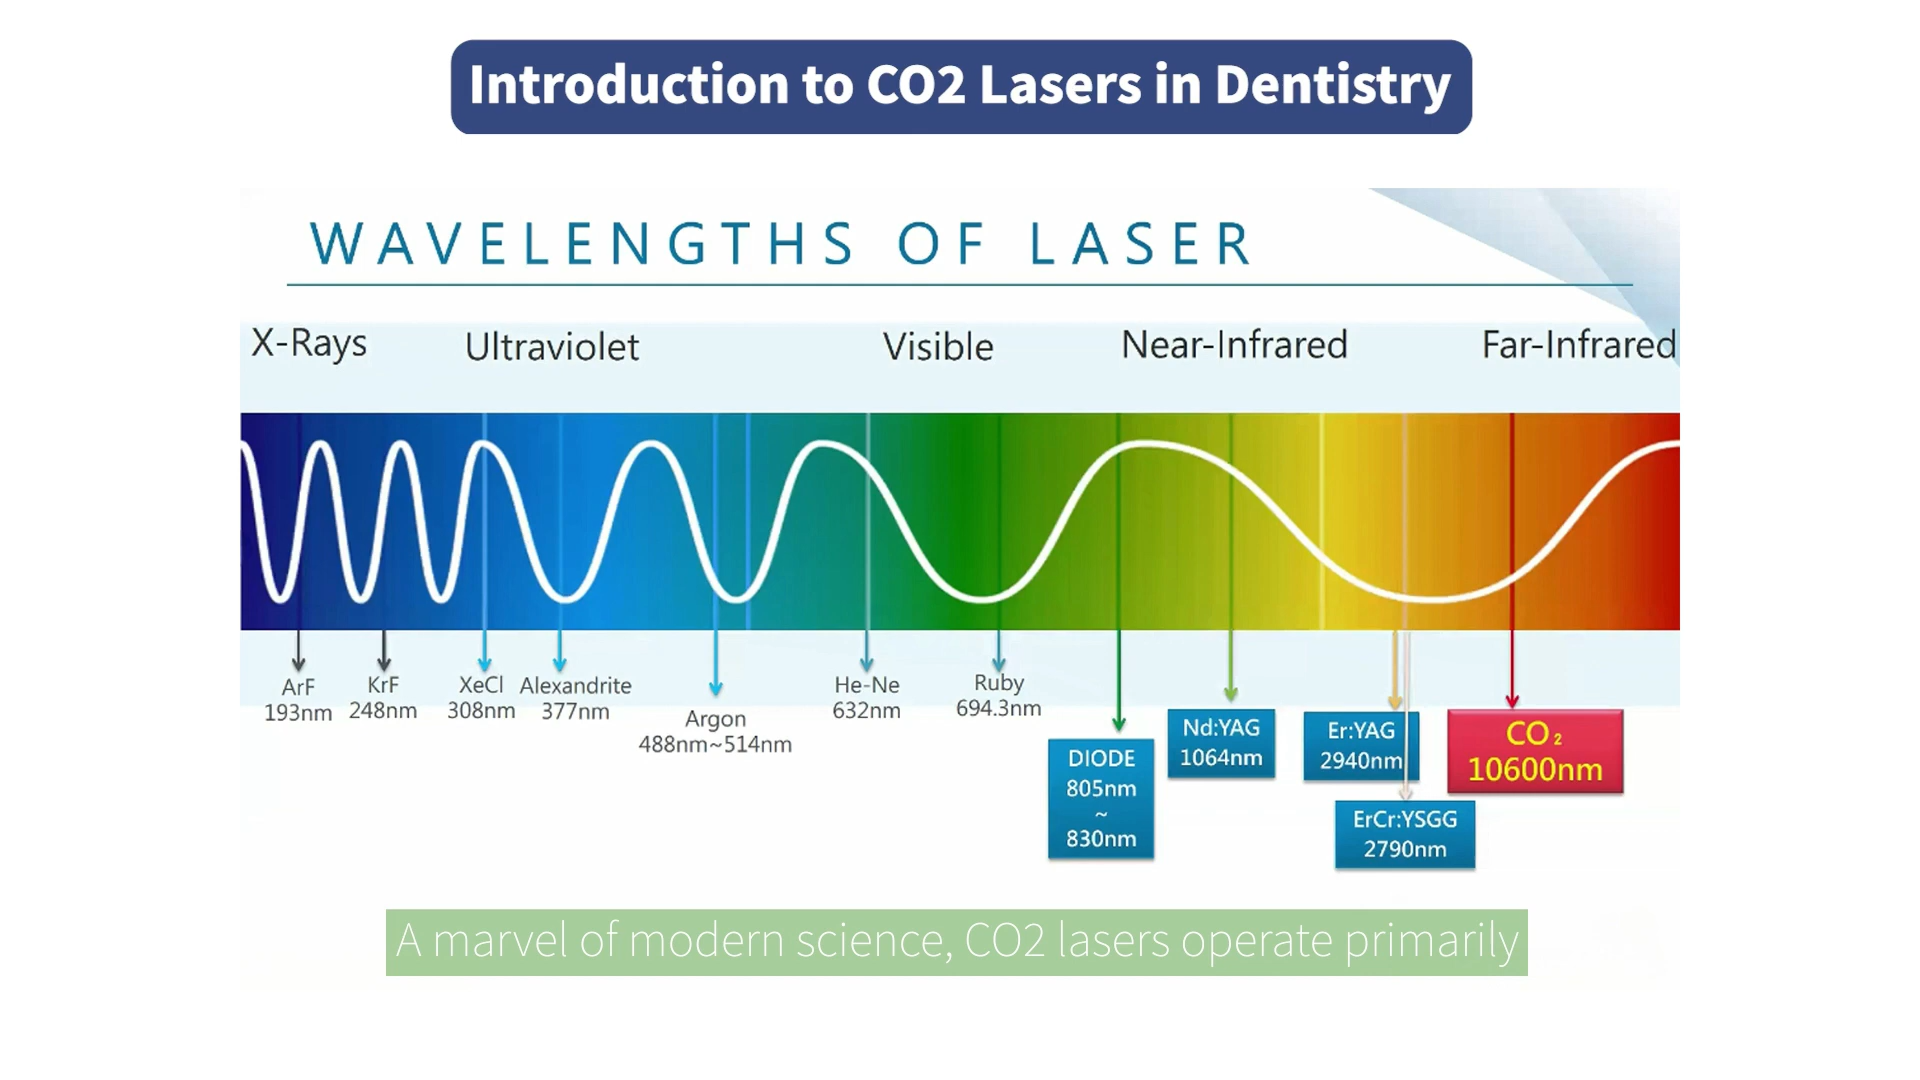 Introduction to CO2 Lasers in Dentistry
WAVELENGTHS OF LASER
X-Rays
Ultraviolet
Visible
Near-Infrared
Far-Infrared
ArF
193nm
KrF
248nm
XeCl
308nm
Alexandrite
377nm
Argon
488nm~514nm
He-Ne
632nm
Ruby
694.3nm
DIODE
805nm
~
830nm
Nd:YAG
1064nm
Er:YAG
2940nm
ErCr:YSGG
2790nm
CO₂
10600nm
A marvel of modern science, CO2 lasers operate primarily